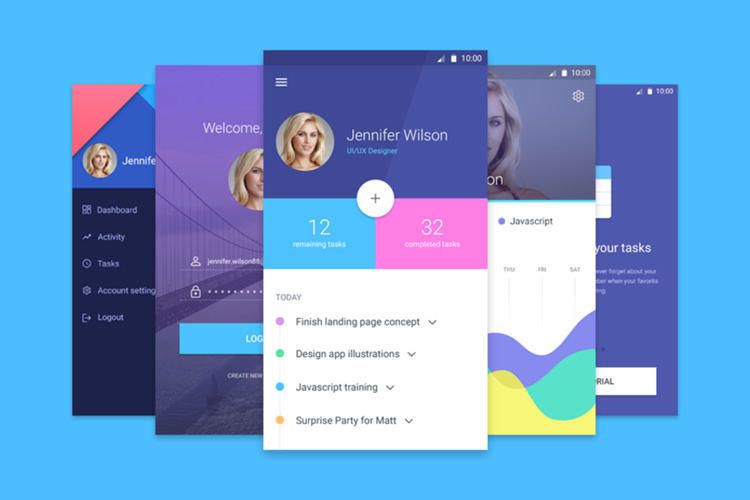 Jennife
Dashboard
Activity
Tasks
Account setting
Logout
Welcome,
jennifer.wilson88
LOG
CREATE NEW
10:00
Jennifer Wilson
UI/UX Designer
+
12
remaining tasks
32
completed tasks
TODAY
Finish landing page concept
Design app illustrations
Javascript training
Surprise Party for Matt
10:00
on
Javascript
THU FRI SAT
10:00
your tasks
ever forget about your
mber when your favorite
ring.
ORIAL